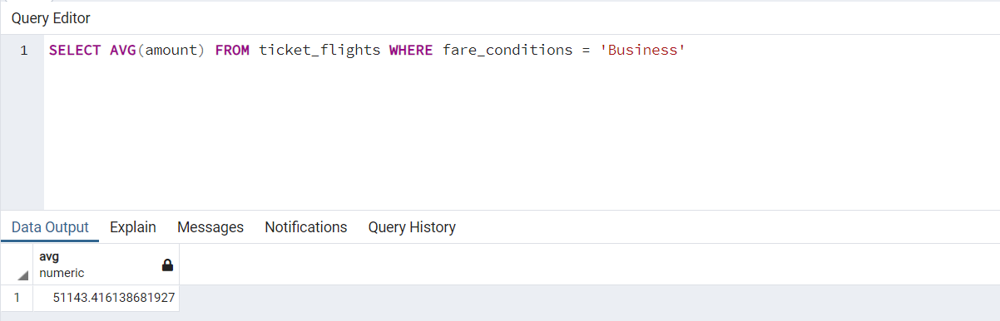 Query Editor
1 SELECT AVG(amount) FROM ticket_flights WHERE fare_conditions = 'Business'
Data Output Explain Messages Notifications Query History
avg
numeric
1 51143.416138681927